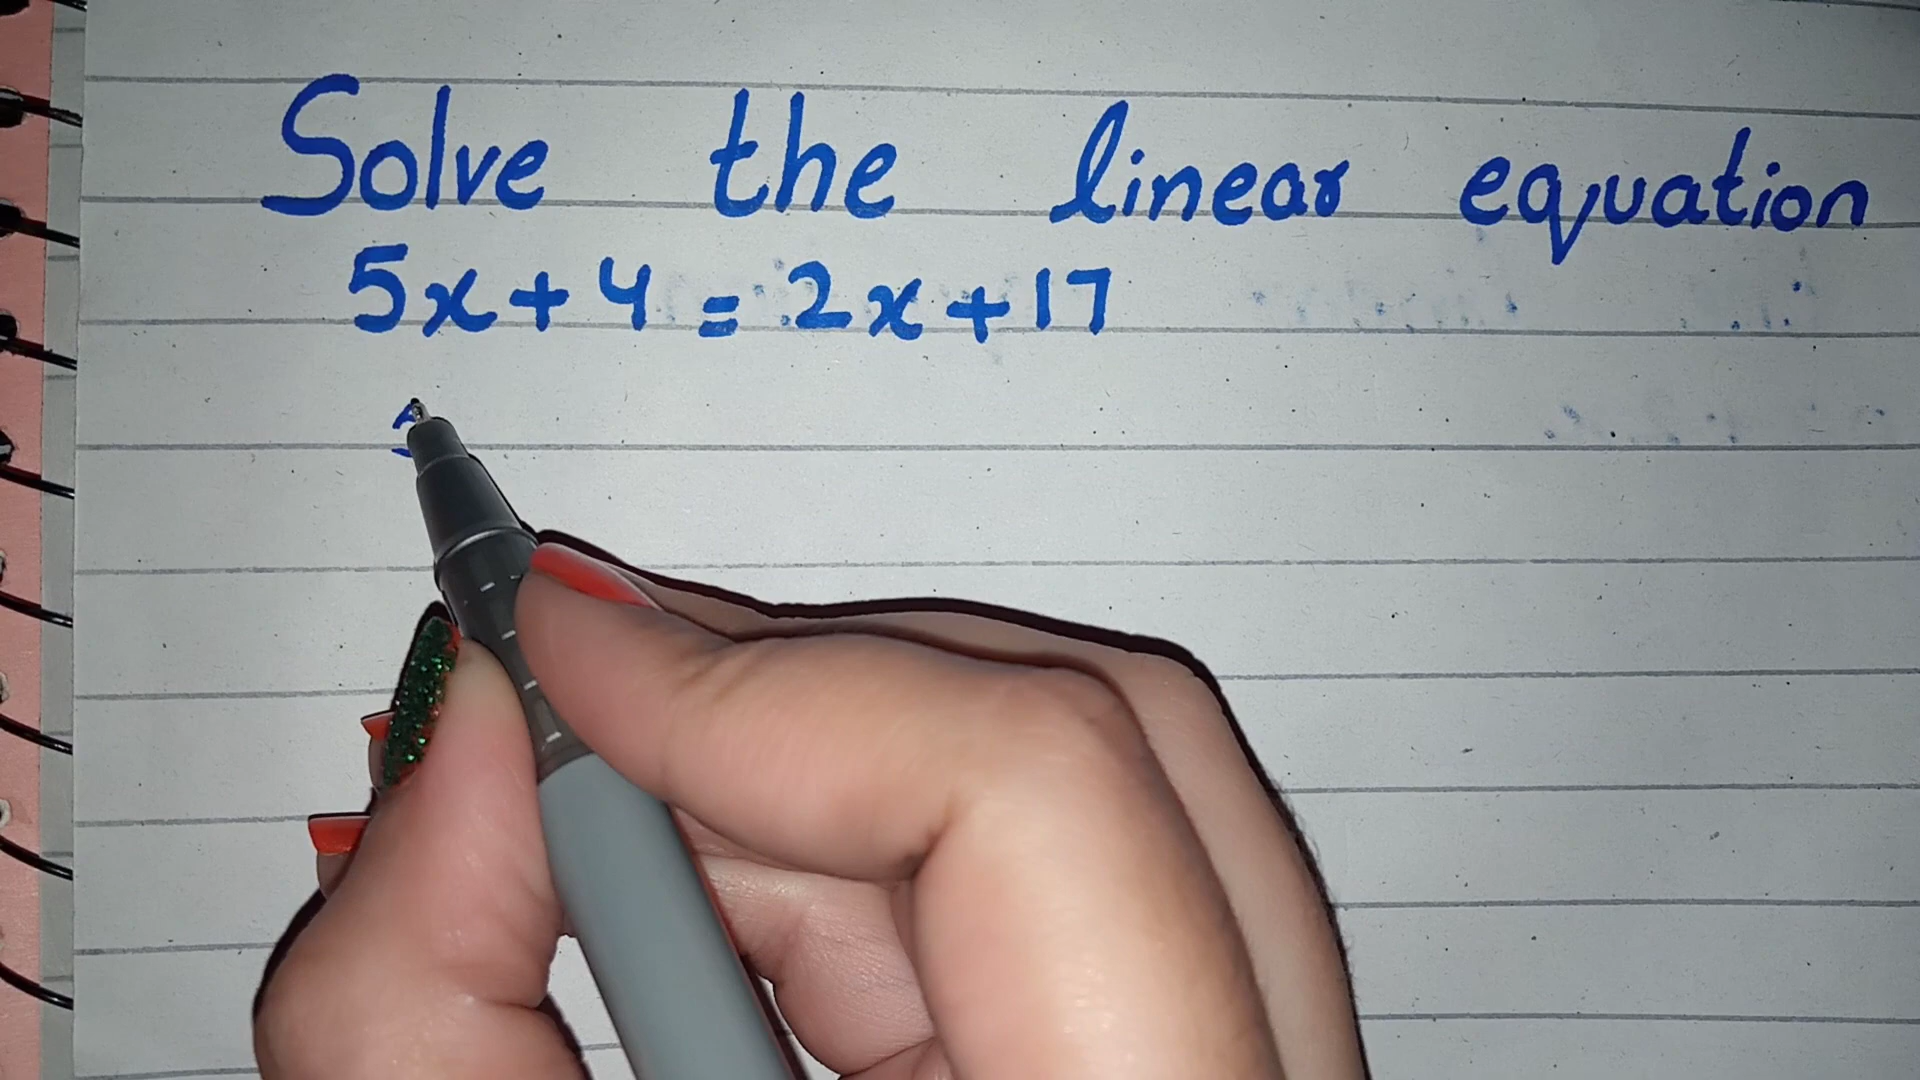 Solve the linear equation
5x+4=2x+17